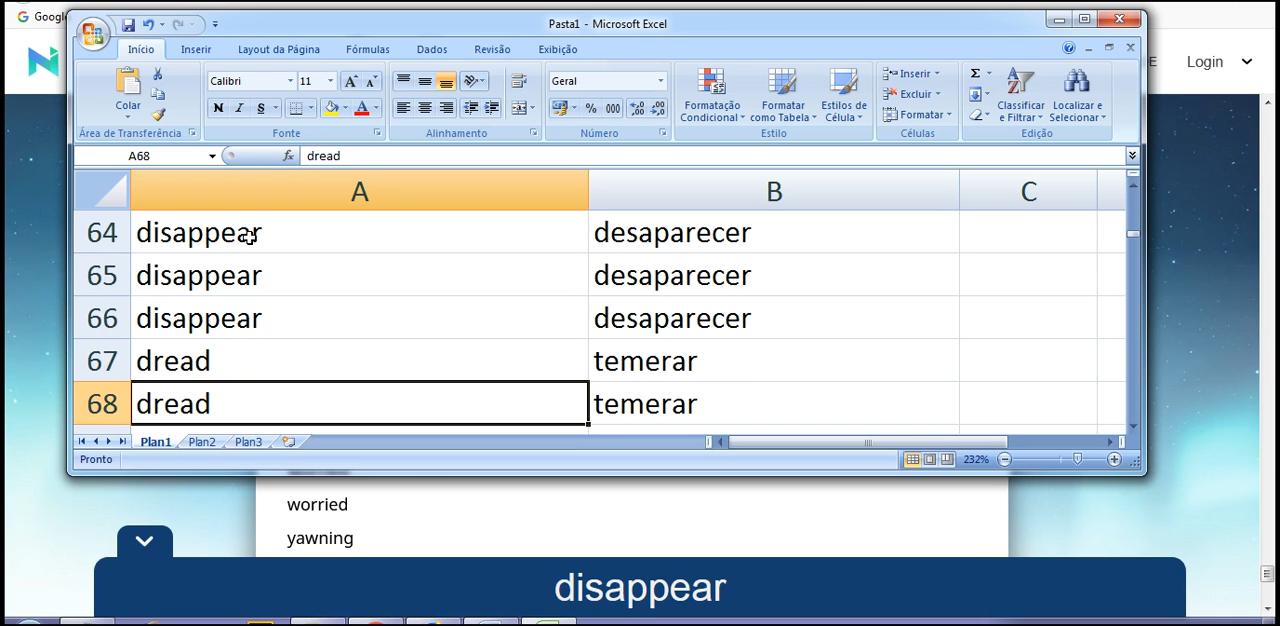 Google
Pasta1 - Microsoft Excel
Início Inserir Layout da Página Fórmulas Dados Revisão Exibição
E Login
Colar
Calibri 11
N I S
Geral
% 000
Formatação Condicional
Formatar como Tabela
Estilos de Célula
Inserir
Excluir
Formatar
Σ
Classificar e Filtrar
Localizar e Selecionar
Área de Transferência Fonte Alinhamento Número Estilo Células Edição
A68 fx dread
A B C
64 disappear desaparecer
65 disappear desaparecer
66 disappear desaparecer
67 dread temerar
68 dread temerar
Plan1 Plan2 Plan3
Pronto 232%
worried
yawning
disappear